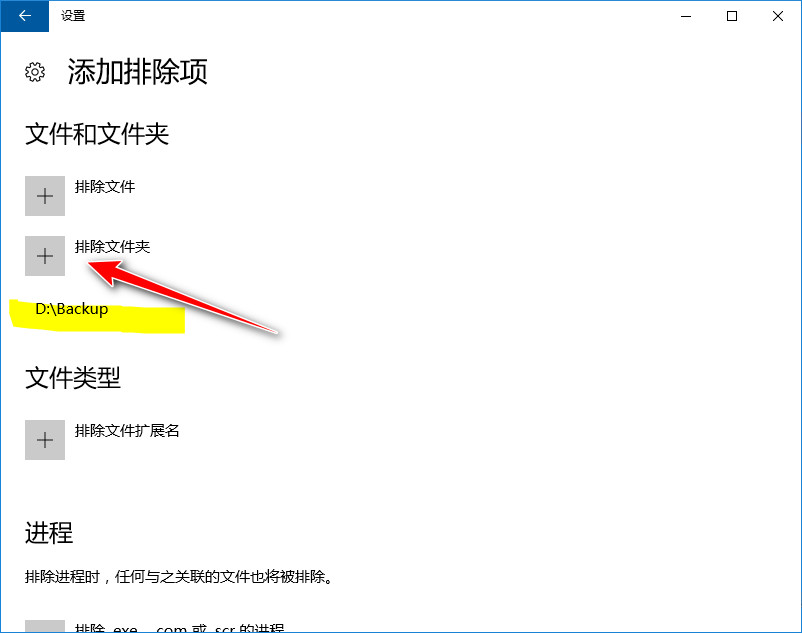 设置
添加排除项
文件和文件夹
排除文件
排除文件夹
D:\Backup
文件类型
排除文件扩展名
进程
排除进程时，任何与之关联的文件也将被排除。
排除 .exe、.com 或 .scr 的进程